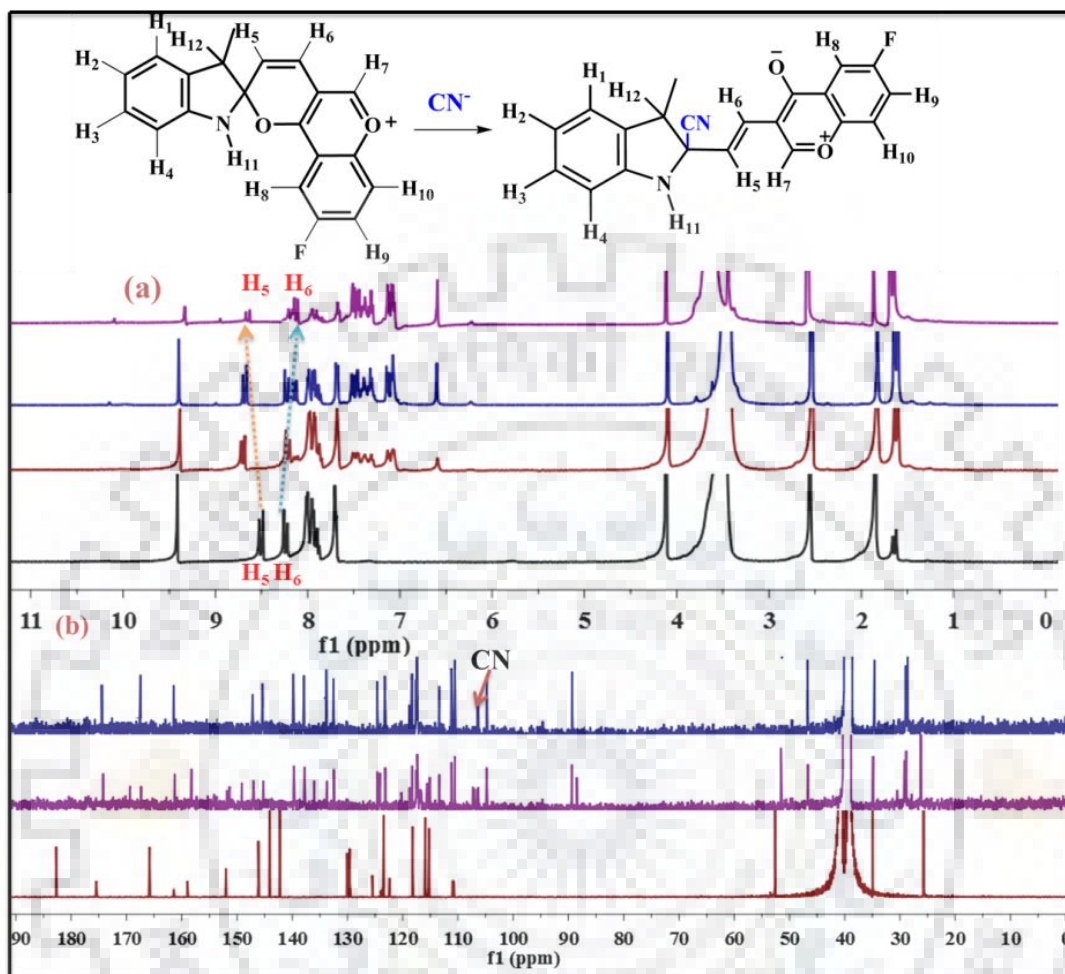 H₁ H₅ H₆
H₁₂
H₂ H₇
CN⁻
O +
H₃ N O
H₄ H₁₁
H₈ H₁₀
F H₉
H₈ F
O⁻
H₁ H₁₂ H₆ H₉
H₂ CN
O +
H₃ N H₅ H₇ H₁₀
H₄ H₁₁
(a) H₅ H₆
H₅ H₆
11 10 9 8 7 6 5 4 3 2 1 0
(b) f1 (ppm)
CN
90 180 170 160 150 140 130 120 110 100 90 80 70 60 50 40 30 20 10 0
f1 (ppm)